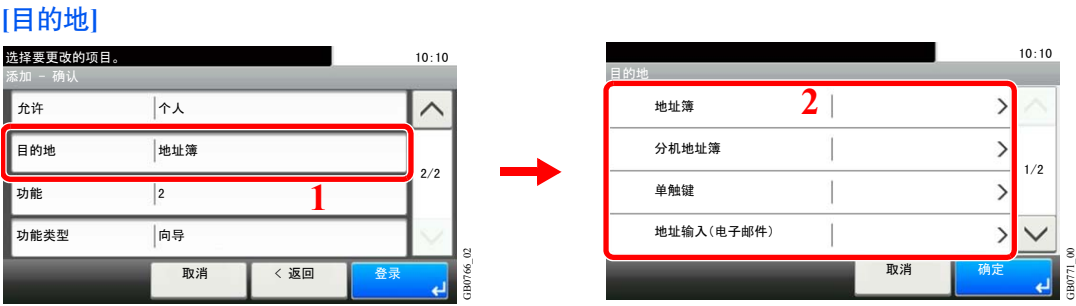 [目的地]
选择要更改的项目。
10:10
添加 - 确认
允许 个人
目的地 地址簿
1
功能 2
功能类型 向导
2/2
取消 < 返回 登录
GB0766_02
10:10
目的地
2
地址簿
分机地址簿
单触键
地址输入(电子邮件)
1/2
取消 确定
GB0771_00